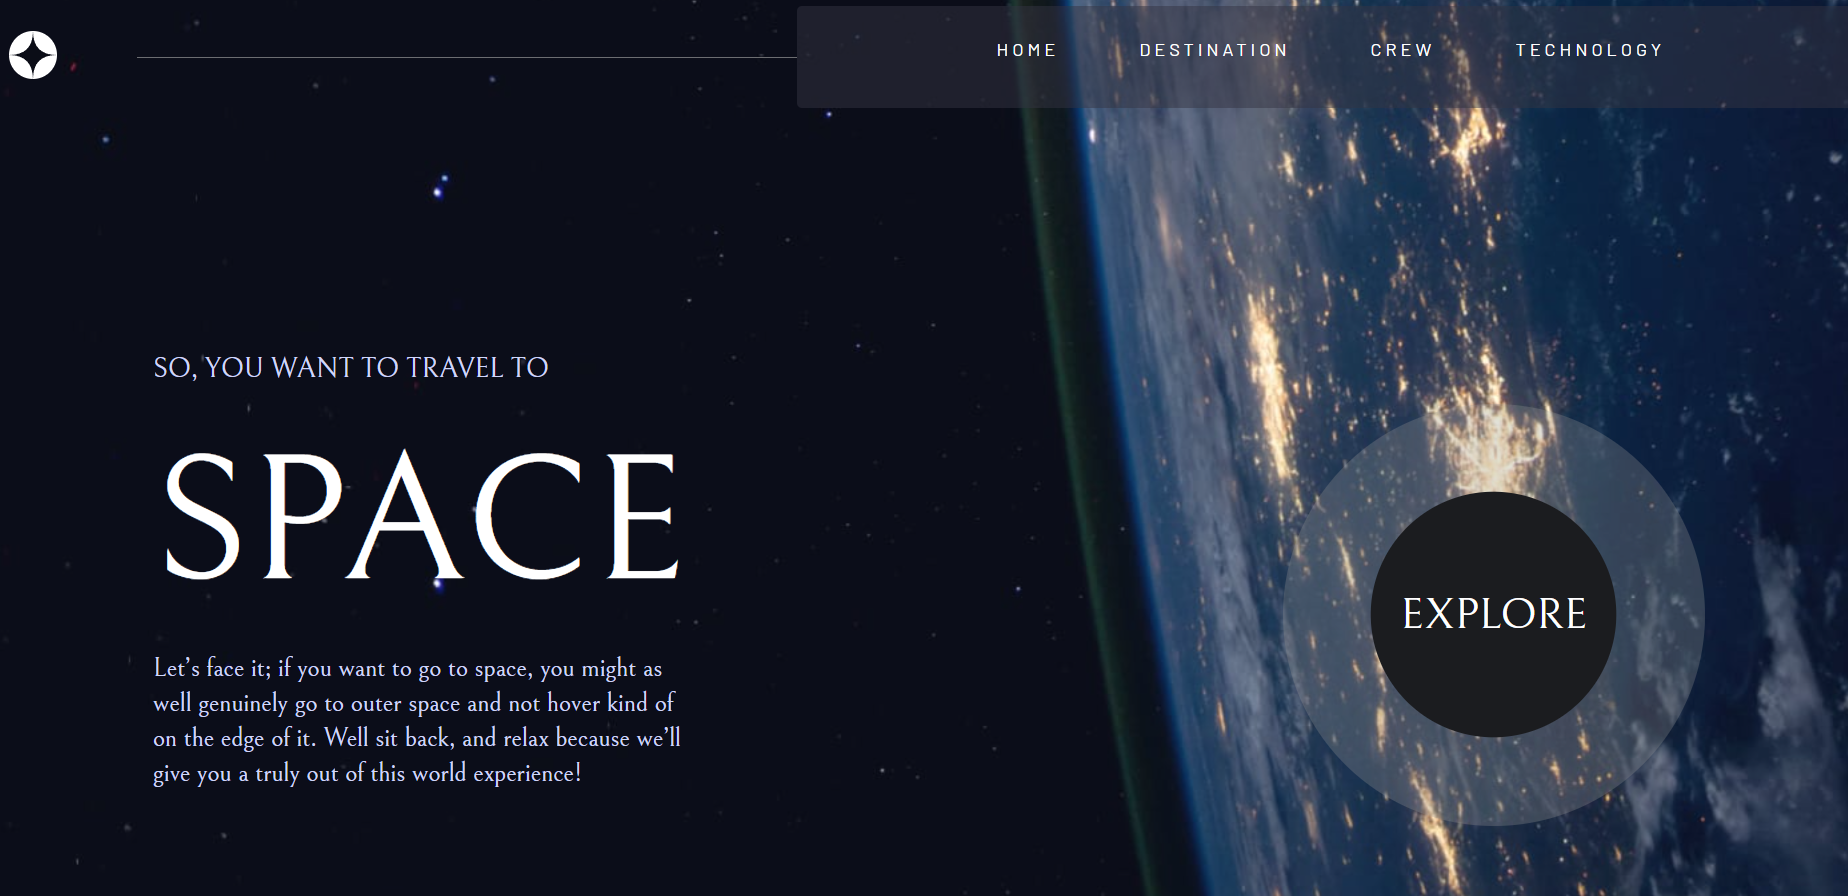 HOME DESTINATION CREW TECHNOLOGY
SO, YOU WANT TO TRAVEL TO
SPACE
Let’s face it; if you want to go to space, you might as
well genuinely go to outer space and not hover kind of
on the edge of it. Well sit back, and relax because we’ll
give you a truly out of this world experience!
EXPLORE